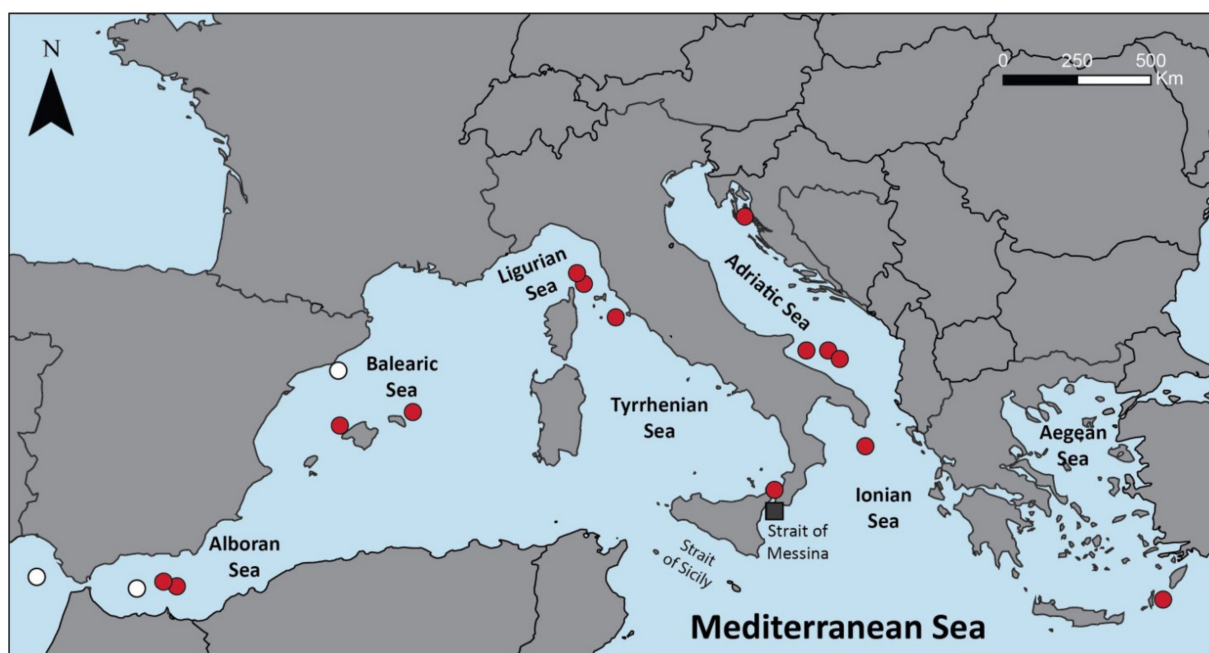 N
0 250 500
Km
Ligurian
Sea
Adriatic Sea
Balearic
Sea
Tyrrhenian
Sea
Aegean
Sea
Ionian
Sea
Strait of
Messina
Strait
of Sicily
Alboran
Sea
Mediterranean Sea